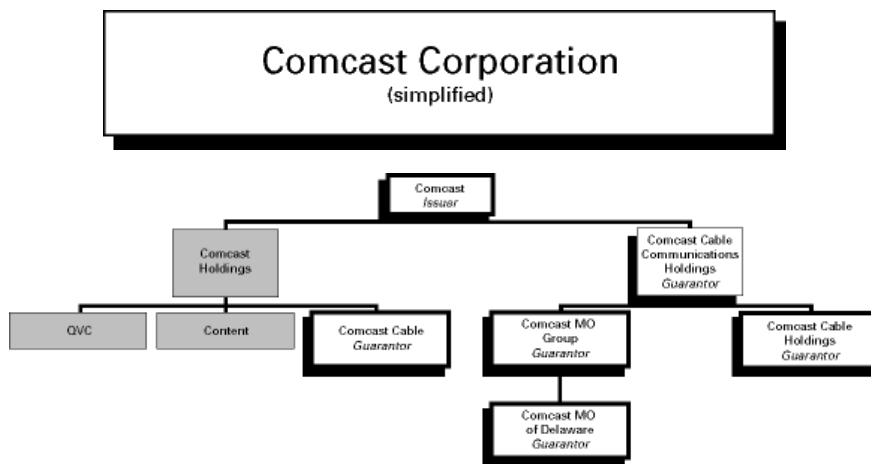 Comcast Corporation
(simplified)
Comcast
Issuer
Comcast
Holdings
Comcast Cable
Communications
Holdings
Guarantor
QVC
Content
Comcast Cable
Guarantor
Comcast MO
Group
Guarantor
Comcast Cable
Holdings
Guarantor
Comcast MO
of Delaware
Guarantor